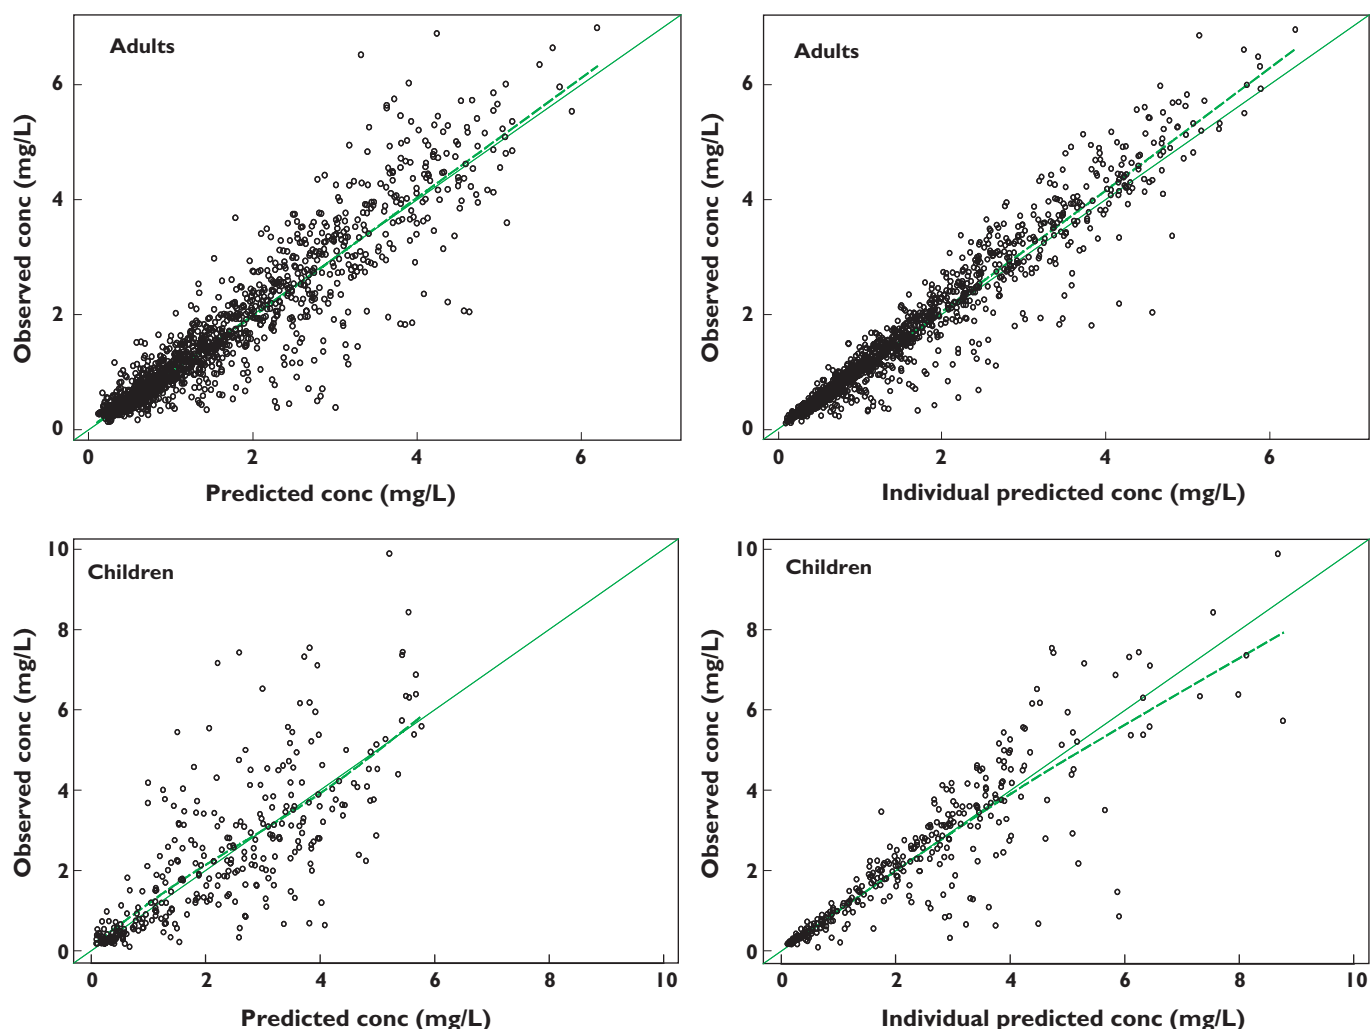 Adults
Observed conc (mg/L)
6
4
2
0
0 2 4 6
Predicted conc (mg/L)
Adults
Observed conc (mg/L)
6
4
2
0
0 2 4 6
Individual predicted conc (mg/L)
Children
Observed conc (mg/L)
10
8
6
4
2
0
0 2 4 6 8 10
Predicted conc (mg/L)
Children
Observed conc (mg/L)
10
8
6
4
2
0
0 2 4 6 8 10
Individual predicted conc (mg/L)